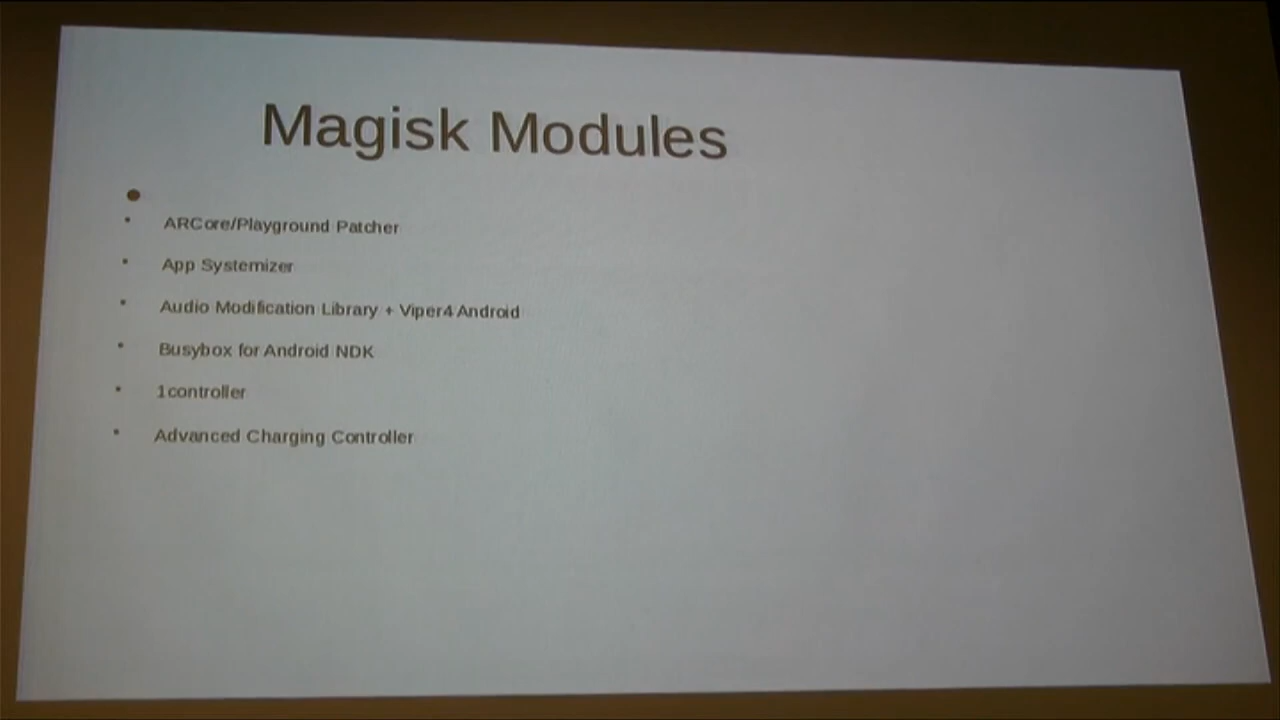 Magisk Modules
•
• ARCore/Playground Patcher
• App Systemizer
• Audio Modification Library + Viper4Android
• Busybox for Android NDK
• 1controller
• Advanced Charging Controller